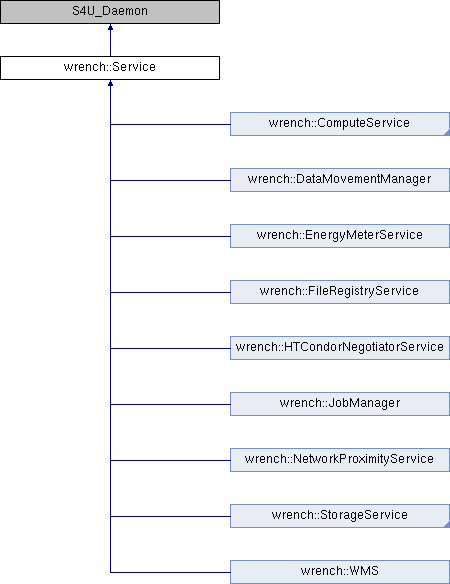 S4U_Daemon
wrench::Service
wrench::ComputeService
wrench::DataMovementManager
wrench::EnergyMeterService
wrench::FileRegistryService
wrench::HTCondorNegotiatorService
wrench::JobManager
wrench::NetworkProximityService
wrench::StorageService
wrench::WMS